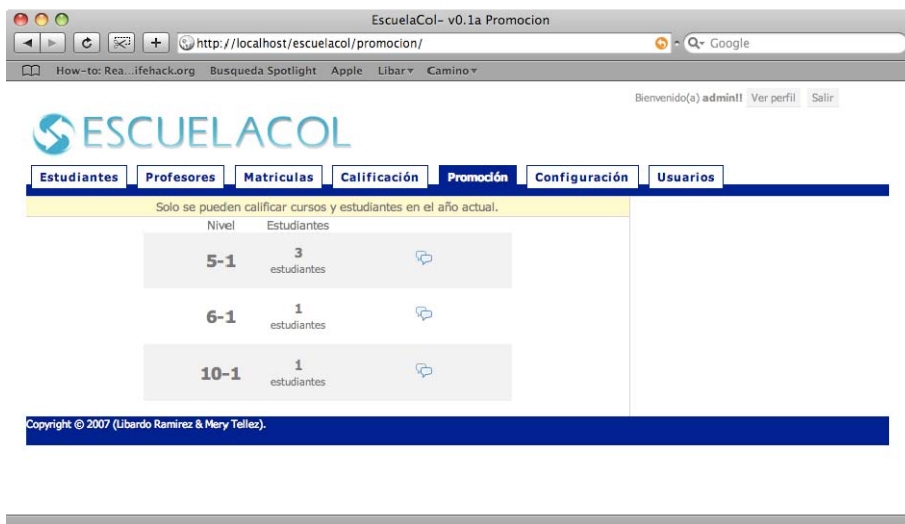 EscuelaCol- v0.1a Promocion
http://localhost/escuelacol/promocion/
Google
How-to: Rea...ifehack.org Busqueda Spotlight Apple Libar Camino
Bienvenido(a) admin!! Ver perfil Salir
ESCUELACOL
Estudiantes Profesores Matriculas Calificación Promoción Configuración Usuarios
Solo se pueden calificar cursos y estudiantes en el año actual.
Nivel Estudiantes
5-1 3
estudiantes
6-1 1
estudiantes
10-1 1
estudiantes
Copyright © 2007 (Libardo Ramirez & Mery Tellez).